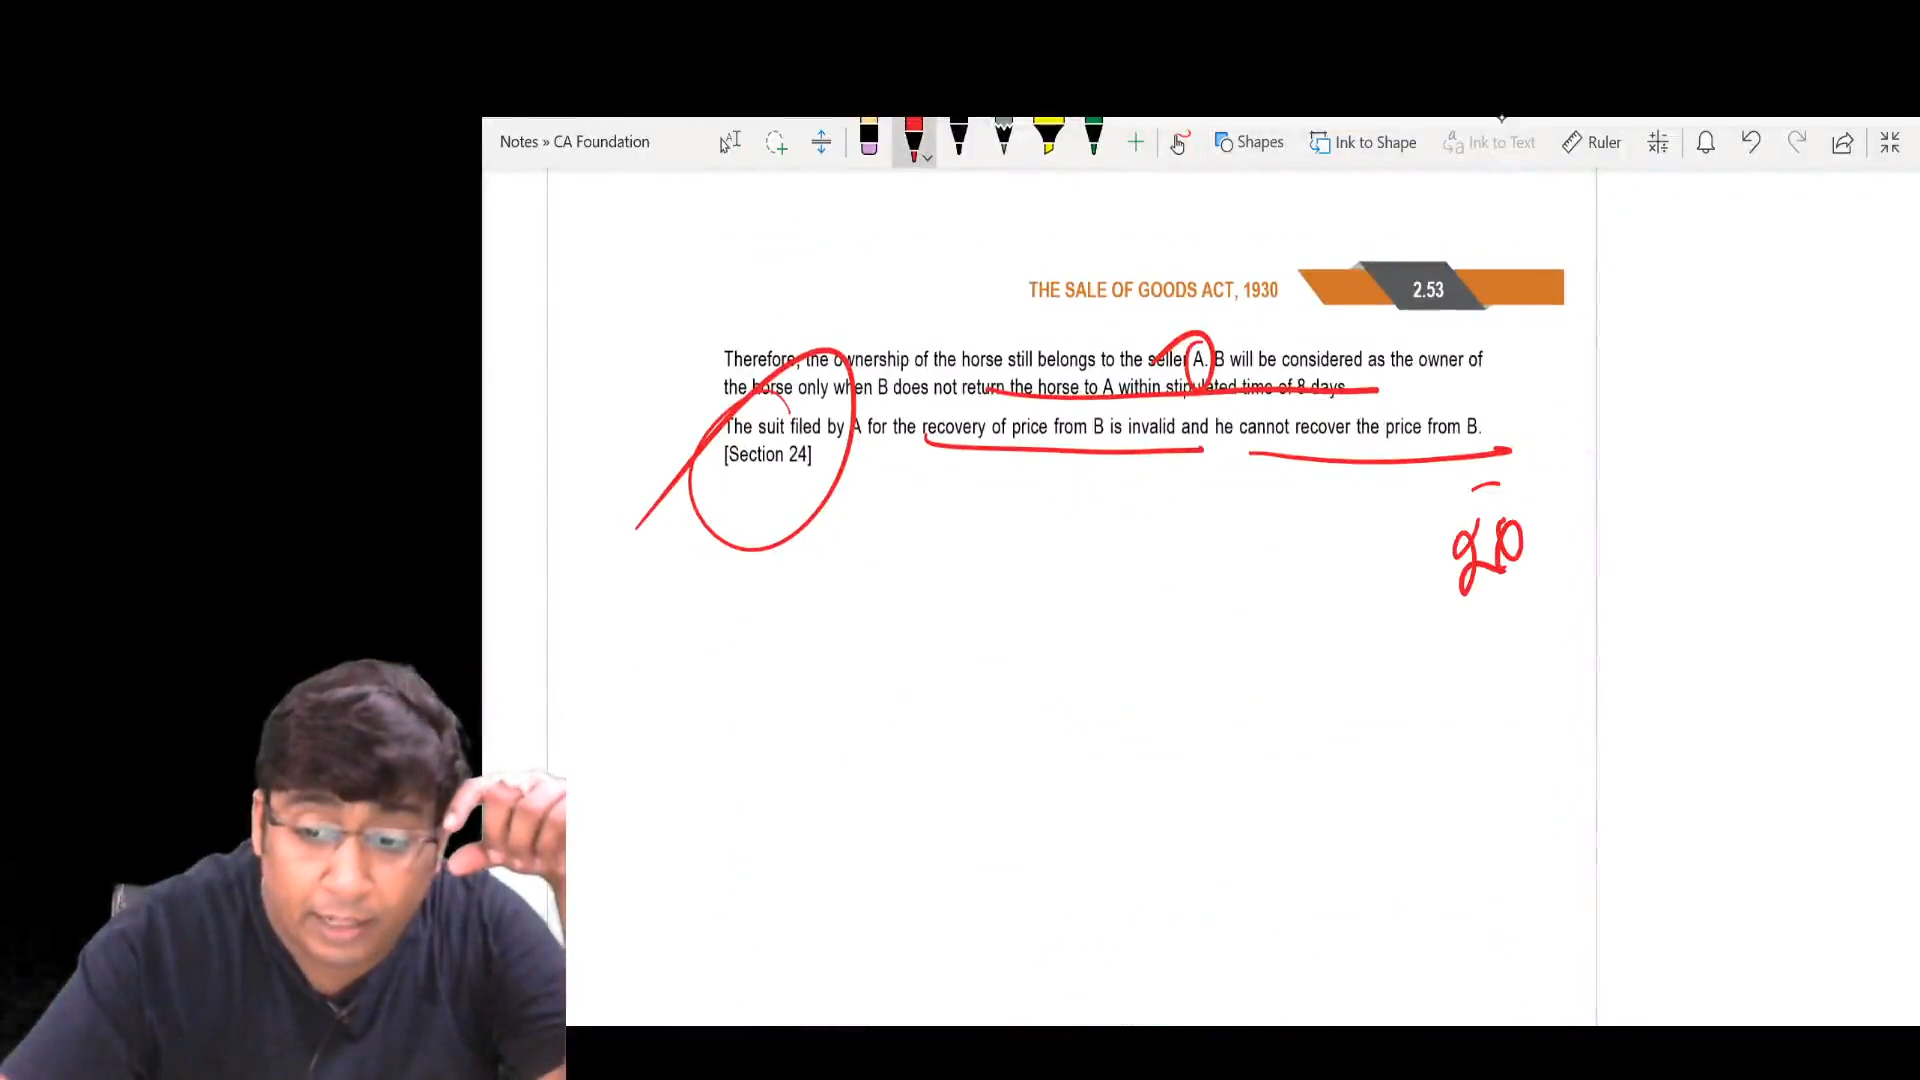 Notes » CA Foundation
Shapes
Ink to Shape
Ink to Text
Ruler
THE SALE OF GOODS ACT, 1930
2.53
Therefore, the ownership of the horse still belongs to the seller A. B will be considered as the owner of
the horse only when B does not return the horse to A within stipulated time of 8 days.
The suit filed by A for the recovery of price from B is invalid and he cannot recover the price from B.
[Section 24]